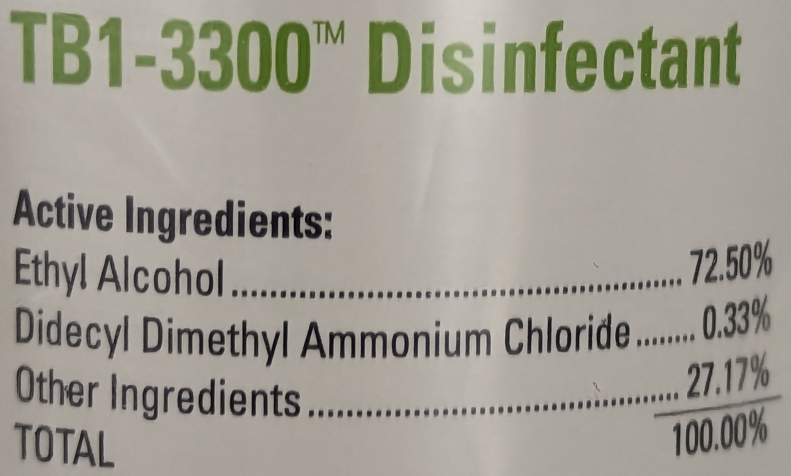 TB1-3300™ Disinfectant
Active Ingredients:
Ethyl Alcohol................................................ 72.50%
Didecyl Dimethyl Ammonium Chloride........ 0.33%
Other Ingredients........................................ 27.17%
TOTAL 100.00%